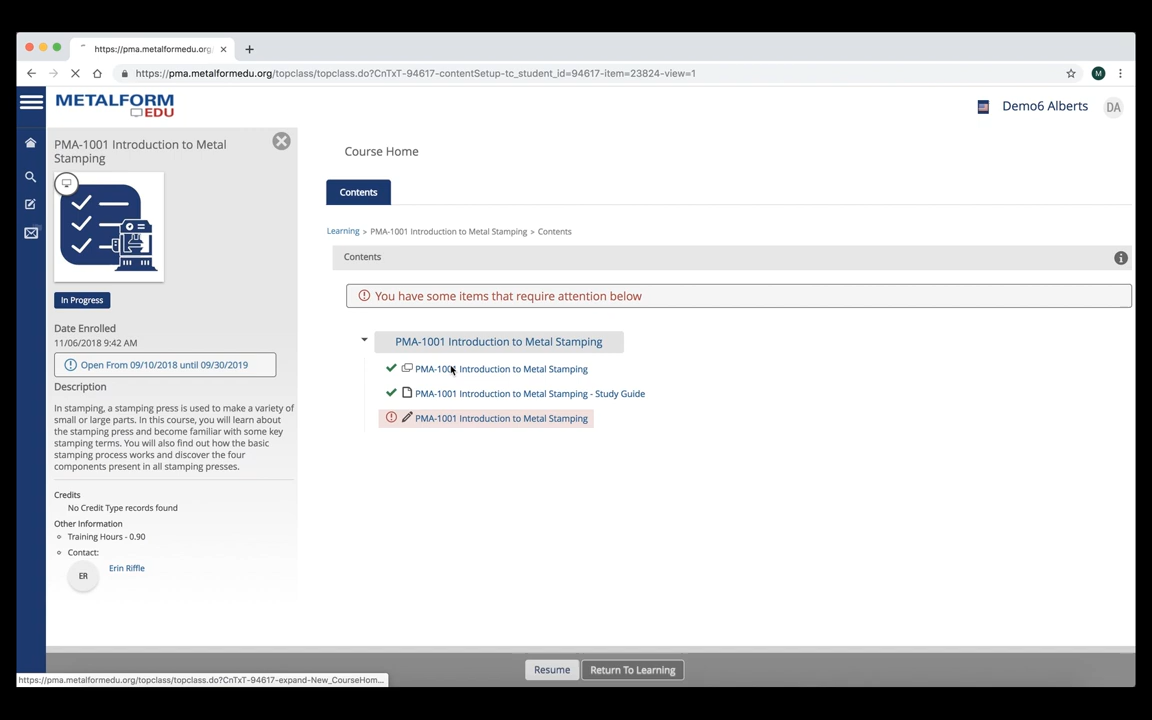 https://pma.metalformedu.org
https://pma.metalformedu.org/topclass/topclass.do?CnTxT-94617-contentSetup-tc_student_id=94617-item=23824-view=1
M
METALFORM
EDU
Demo6 Alberts
DA
PMA-1001 Introduction to Metal
Stamping
In Progress
Date Enrolled
11/06/2018 9:42 AM
Open From 09/10/2018 until 09/30/2019
Description
In stamping, a stamping press is used to make a variety of
small or large parts. In this course, you will learn about
the stamping press and become familiar with some key
stamping terms. You will also find out how the basic
stamping process works and discover the four
components present in all stamping presses.
Credits
No Credit Type records found
Other Information
Training Hours - 0.90
Contact:
ER
Erin Riffle
Course Home
Contents
Learning > PMA-1001 Introduction to Metal Stamping > Contents
Contents
You have some items that require attention below
PMA-1001 Introduction to Metal Stamping
PMA-1001 Introduction to Metal Stamping
PMA-1001 Introduction to Metal Stamping - Study Guide
PMA-1001 Introduction to Metal Stamping
Resume
Return To Learning
https://pma.metalformedu.org/topclass/topclass.do?CnTxT-94617-expand-New_CourseHom...